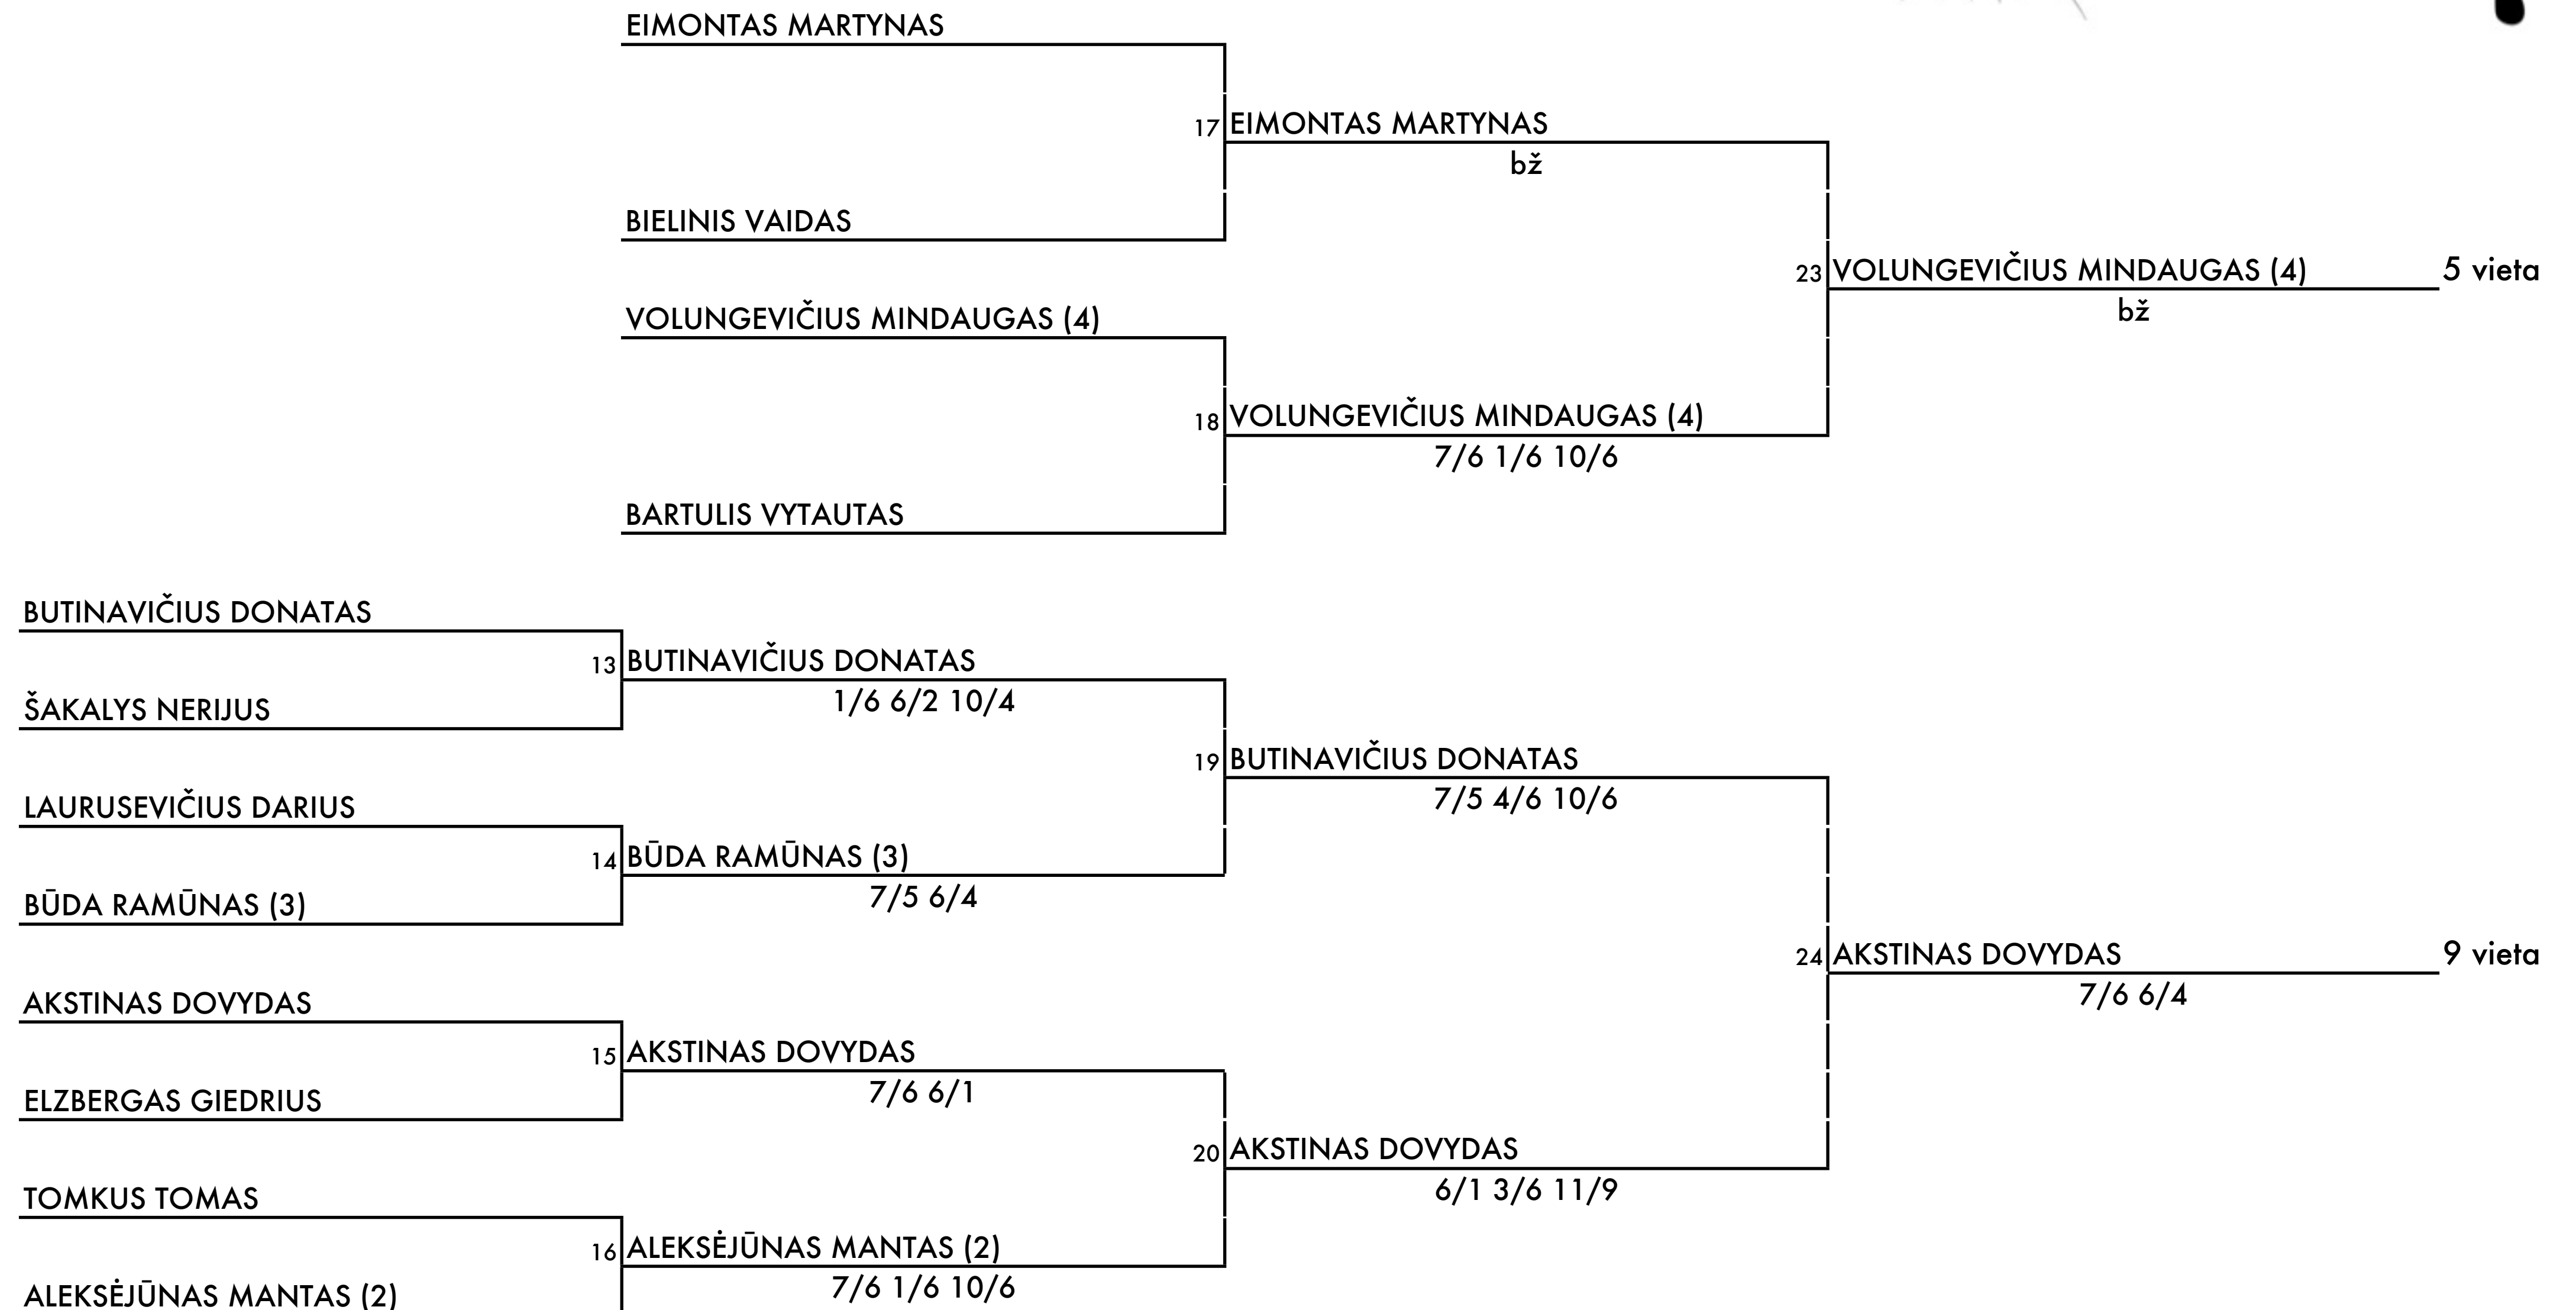 EIMONTAS MARTYNAS
17 EIMONTAS MARTYNAS
bž
BIELINIS VAIDAS
23 VOLUNGEVIČIUS MINDAUGAS (4) 5 vieta
bž
VOLUNGEVIČIUS MINDAUGAS (4)
18 VOLUNGEVIČIUS MINDAUGAS (4)
7/6 1/6 10/6
BARTULIS VYTAUTAS
BUTINAVIČIUS DONATAS
13 BUTINAVIČIUS DONATAS
1/6 6/2 10/4
ŠAKALYS NERIJUS
19 BUTINAVIČIUS DONATAS
7/5 4/6 10/6
LAURUSEVIČIUS DARIUS
14 BŪDA RAMŪNAS (3)
7/5 6/4
BŪDA RAMŪNAS (3)
24 AKSTINAS DOVYDAS 9 vieta
7/6 6/4
AKSTINAS DOVYDAS
15 AKSTINAS DOVYDAS
7/6 6/1
ELZBERGAS GIEDRIUS
20 AKSTINAS DOVYDAS
6/1 3/6 11/9
TOMKUS TOMAS
16 ALEKSĖJŪNAS MANTAS (2)
7/6 1/6 10/6
ALEKSĖJŪNAS MANTAS (2)